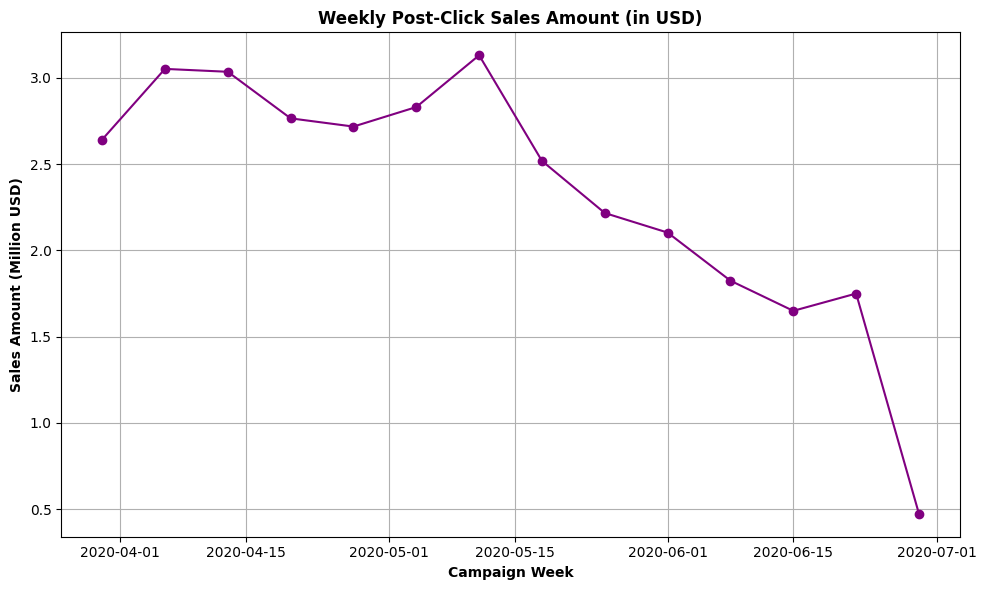 Weekly Post-Click Sales Amount (in USD)
Sales Amount (Million USD)
3.0
2.5
2.0
1.5
1.0
0.5
2020-04-01 2020-04-15 2020-05-01 2020-05-15 2020-06-01 2020-06-15 2020-07-01
Campaign Week